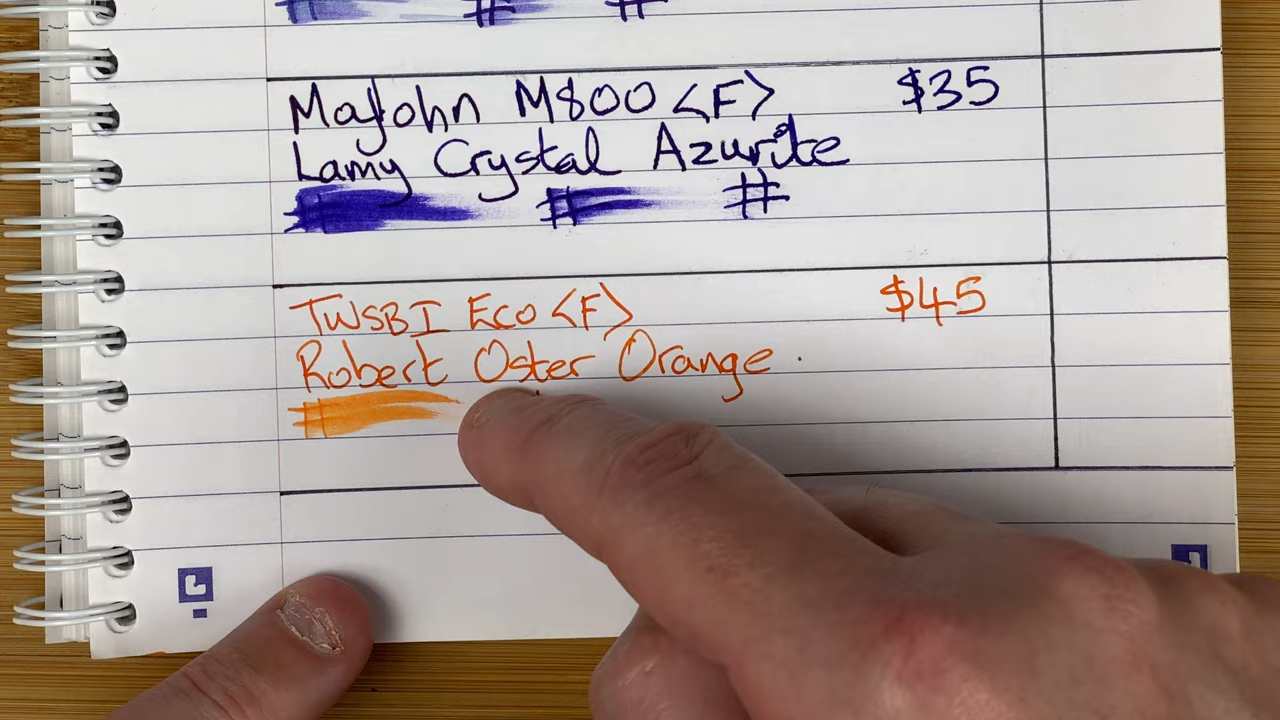 Majohn M800 <F> $35
Lamy Crystal Azurite
# # #
TWSBI Eco <F> $45
Robert Oster Orange
#